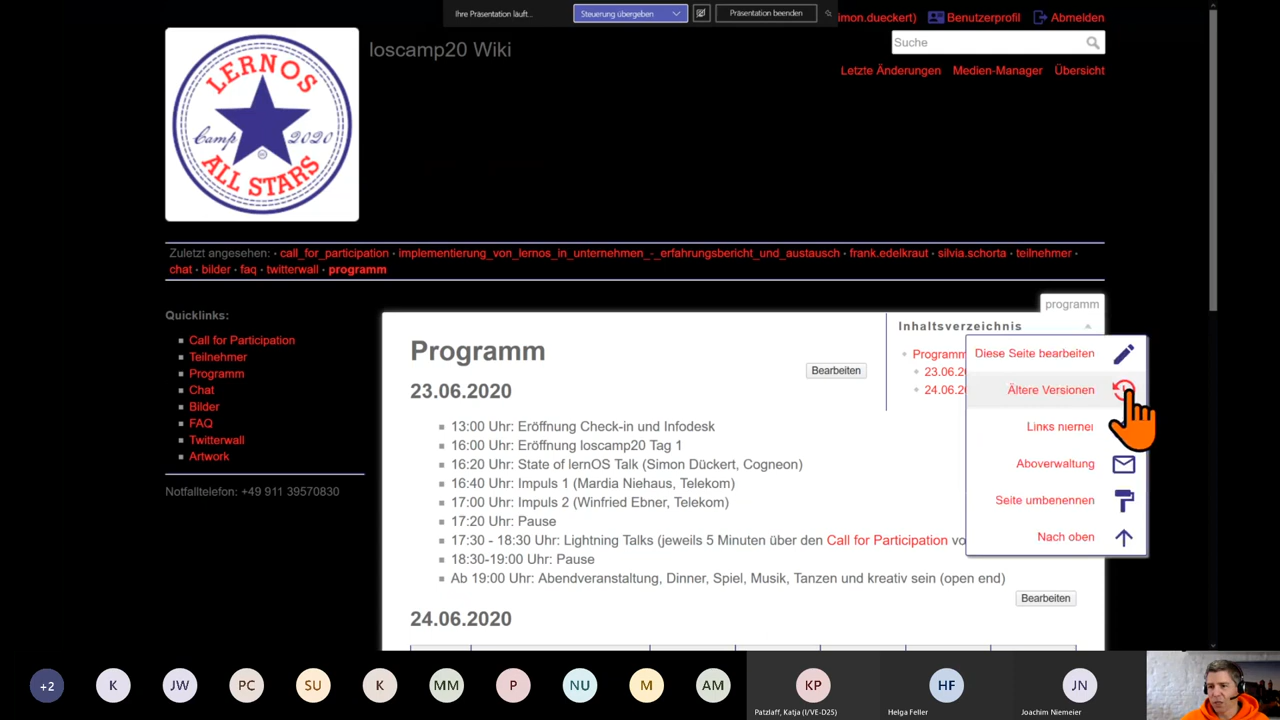 Ihre Präsentation läuft...
Steuerung übergeben
Präsentation beenden
imon.dueckert)
Benutzerprofil
Abmelden
LERNOS
Camp 2020
ALL STARS
loscamp20 Wiki
Suche
Letzte Änderungen
Medien-Manager
Übersicht
Zuletzt angesehen: • call_for_participation • implementierung_von_lernos_in_unternehmen_-_erfahrungsbericht_und_austausch • frank.edelkraut • silvia.schorta • teilnehmer •
chat • bilder • faq • twitterwall • programm
Quicklinks:
Call for Participation
Teilnehmer
Programm
Chat
Bilder
FAQ
Twitterwall
Artwork
Notfalltelefon: +49 911 39570830
programm
Inhaltsverzeichnis
Programm
23.06.20
24.06.20
Diese Seite bearbeiten
Ältere Versionen
Links hierher
Aboverwaltung
Seite umbenennen
Nach oben
Programm
Bearbeiten
23.06.2020
13:00 Uhr: Eröffnung Check-in und Infodesk
16:00 Uhr: Eröffnung loscamp20 Tag 1
16:20 Uhr: State of lernOS Talk (Simon Dückert, Cogneon)
16:40 Uhr: Impuls 1 (Mardia Niehaus, Telekom)
17:00 Uhr: Impuls 2 (Winfried Ebner, Telekom)
17:20 Uhr: Pause
17:30 - 18:30 Uhr: Lightning Talks (jeweils 5 Minuten über den Call for Participation vo
18:30-19:00 Uhr: Pause
Ab 19:00 Uhr: Abendveranstaltung, Dinner, Spiel, Musik, Tanzen und kreativ sein (open end)
Bearbeiten
24.06.2020
+2
K
JW
PC
SU
K
MM
P
NU
M
AM
KP
HF
JN
Patzlaff, Katja (I/VE-D25)
Helga Feller
Joachim Niemeier